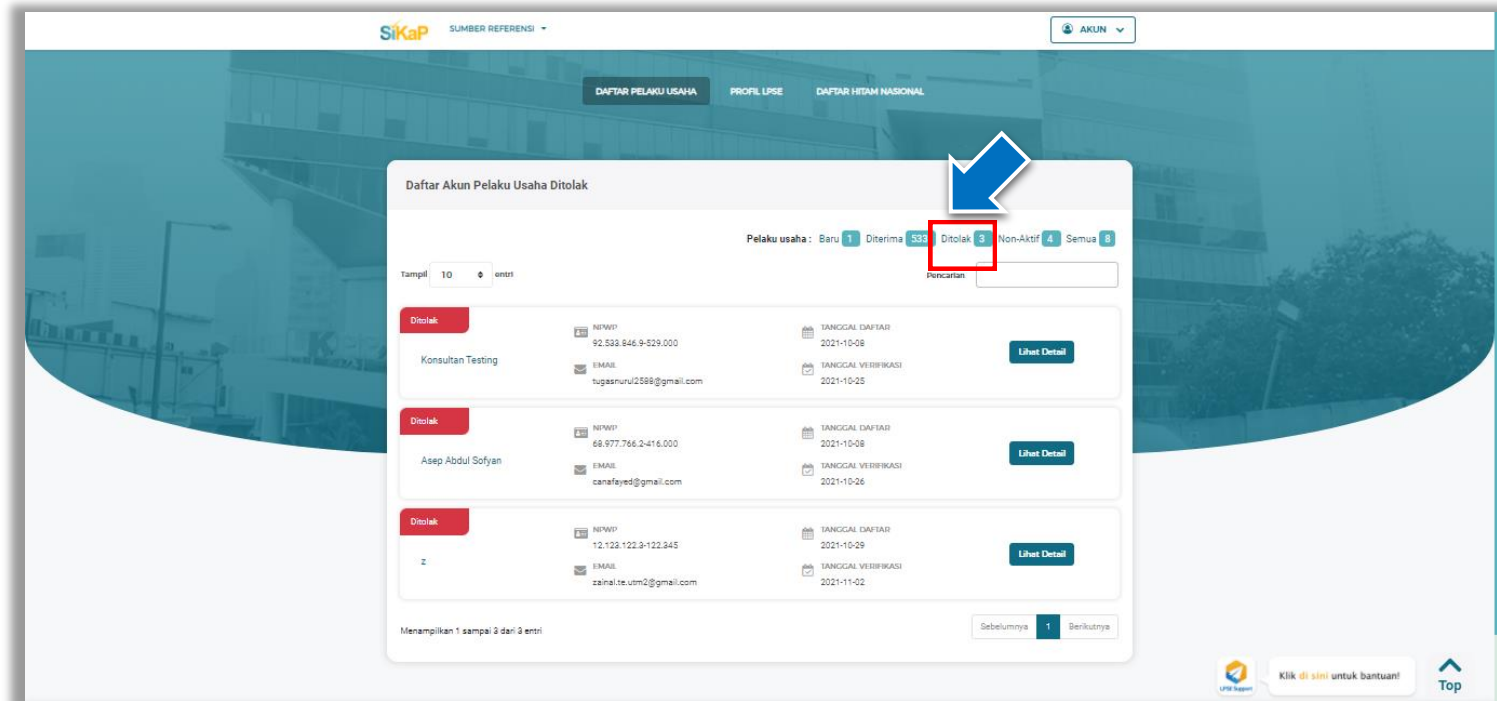 SiKaP SUMBER REFERENSI AKUN
DAFTAR PELAKU USAHA PROFIL LPSE DAFTAR HITAM NASIONAL
Daftar Akun Pelaku Usaha Ditolak
Pelaku usaha : Baru 1 Diterima 533 Ditolak 3 Non-Aktif 4 Semua 8
Tampil 10 entri Pencarian
Ditolak
Konsultan Testing
NPWP
92.533.846.9-529.000
EMAIL
tugasnurul2598@gmail.com
TANGGAL DAFTAR
2021-10-08
TANGGAL VERIFIKASI
2021-10-25
Lihat Detail
Ditolak
Asep Abdul Sofyan
NPWP
68.977.766.2-416.000
EMAIL
canafayed@gmail.com
TANGGAL DAFTAR
2021-10-08
TANGGAL VERIFIKASI
2021-10-26
Lihat Detail
Ditolak
z
NPWP
12.123.122.3-122.345
EMAIL
zainal.te.utm2@gmail.com
TANGGAL DAFTAR
2021-10-29
TANGGAL VERIFIKASI
2021-11-02
Lihat Detail
Menampilkan 1 sampai 3 dari 3 entri
Sebelumnya 1 Berikutnya
LPSE Support
Klik di sini untuk bantuan!
Top